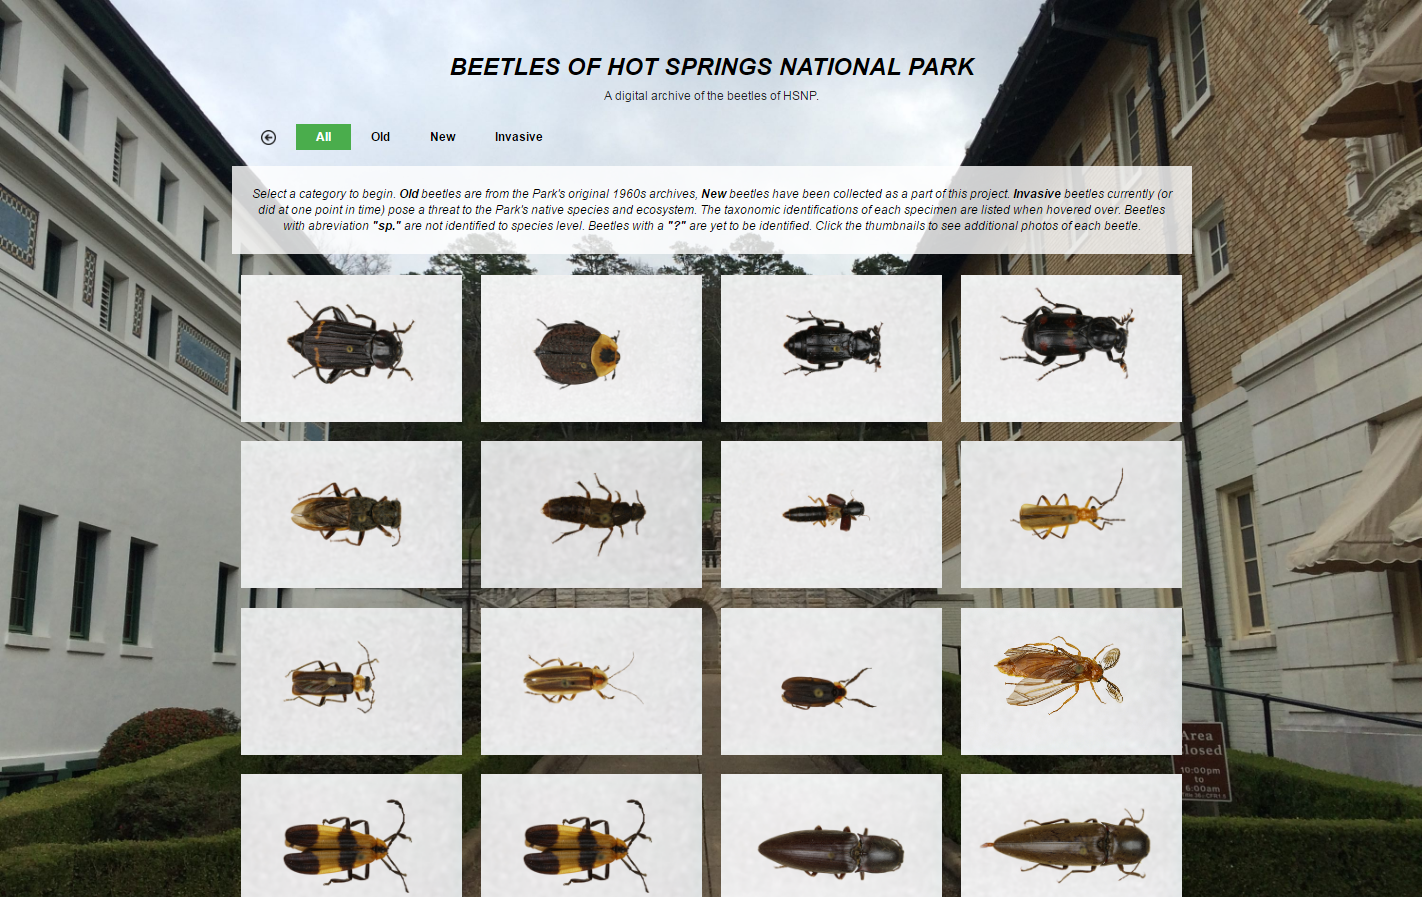 BEETLES OF HOT SPRINGS NATIONAL PARK
A digital archive of the beetles of HSNP.
All Old New Invasive
Select a category to begin. Old beetles are from the Park's original 1960s archives, New beetles have been collected as a part of this project. Invasive beetles currently (or
did at one point in time) pose a threat to the Park's native species and ecosystem. The taxonomic identifications of each specimen are listed when hovered over. Beetles
with abreviation "sp." are not identified to species level. Beetles with a "?" are yet to be identified. Click the thumbnails to see additional photos of each beetle.
Area
losed
10:00pm
to
6:00am